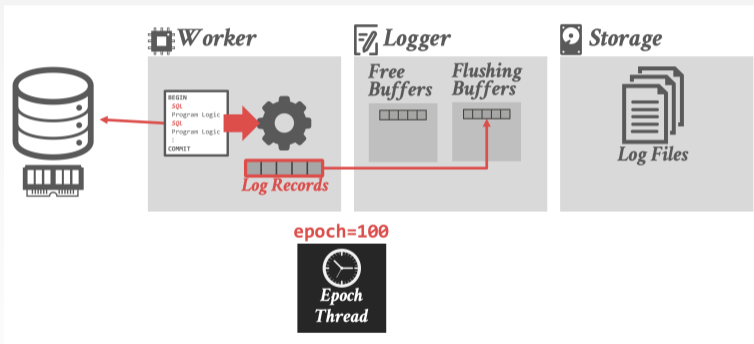 Worker
Logger
Storage
BEGIN
SQL
Program Logic
SQL
Program Logic
⋮
COMMIT
Log Records
Free
Buffers
Flushing
Buffers
Log Files
epoch=100
Epoch
Thread